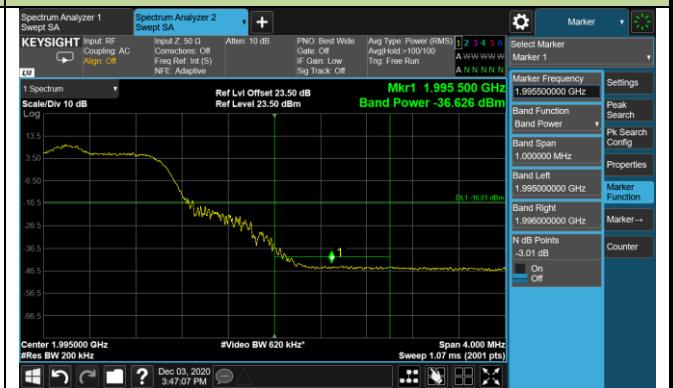 Spectrum Analyzer 1
Swept SA
Spectrum Analyzer 2
Swept SA
+
Marker
KEYSIGHT
Input: RF
Coupling: AC
Align: Off
Input Z: 50 Ω
Corrections: Off
Freq Ref: Int (S)
NFE: Adaptive
Atten: 10 dB
PNO: Best Wide
Gate: Off
IF Gain: Low
Sig Track: Off
Avg Type: Power (RMS)
Avg|Hold:>100/100
Trig: Free Run
1 2 3 4 5 6
A W W W W W
A N N N N N
LXI
Select Marker
Marker 1
1 Spectrum
Scale/Div 10 dB
Log
Ref Lvl Offset 23.50 dB
Ref Level 23.50 dBm
Mkr1 1.995 500 GHz
Band Power -36.626 dBm
13.5
3.50
-6.50
-16.5
-26.5
-36.5
-46.5
-56.5
-66.5
DL1 -16.01 dBm
1
Center 1.995000 GHz
#Res BW 200 kHz
#Video BW 620 kHz*
Span 4.000 MHz
Sweep 1.07 ms (2001 pts)
Marker Frequency
1.995500000 GHz
Band Function
Band Power
Band Span
1.000000 MHz
Band Left
1.995000000 GHz
Band Right
1.996000000 GHz
N dB Points
-3.01 dB
On
Off
Settings
Peak
Search
Pk Search
Config
Properties
Marker
Function
Marker→
Counter
?
Dec 03, 2020
3:47:07 PM